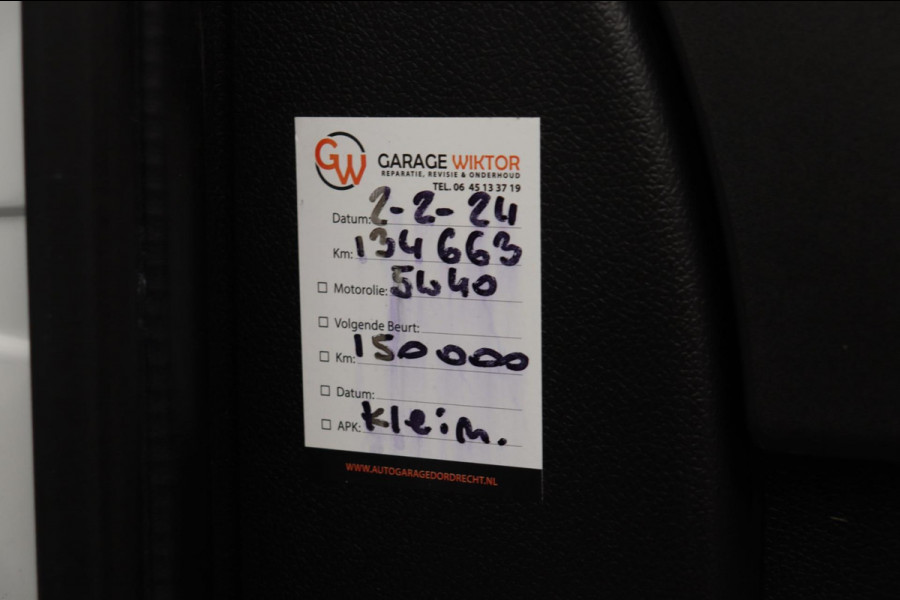 GW GARAGE WIKTOR
REPARATIE, REVISIE & ONDERHOUD
TEL. 06 45 13 37 19
Datum: 2-2-24
Km: 134663
Motorolie: 5W40
Volgende Beurt:
Km: 150000
Datum:
APK: Klein.
WWW.AUTOGARAGEDORDRECHT.NL